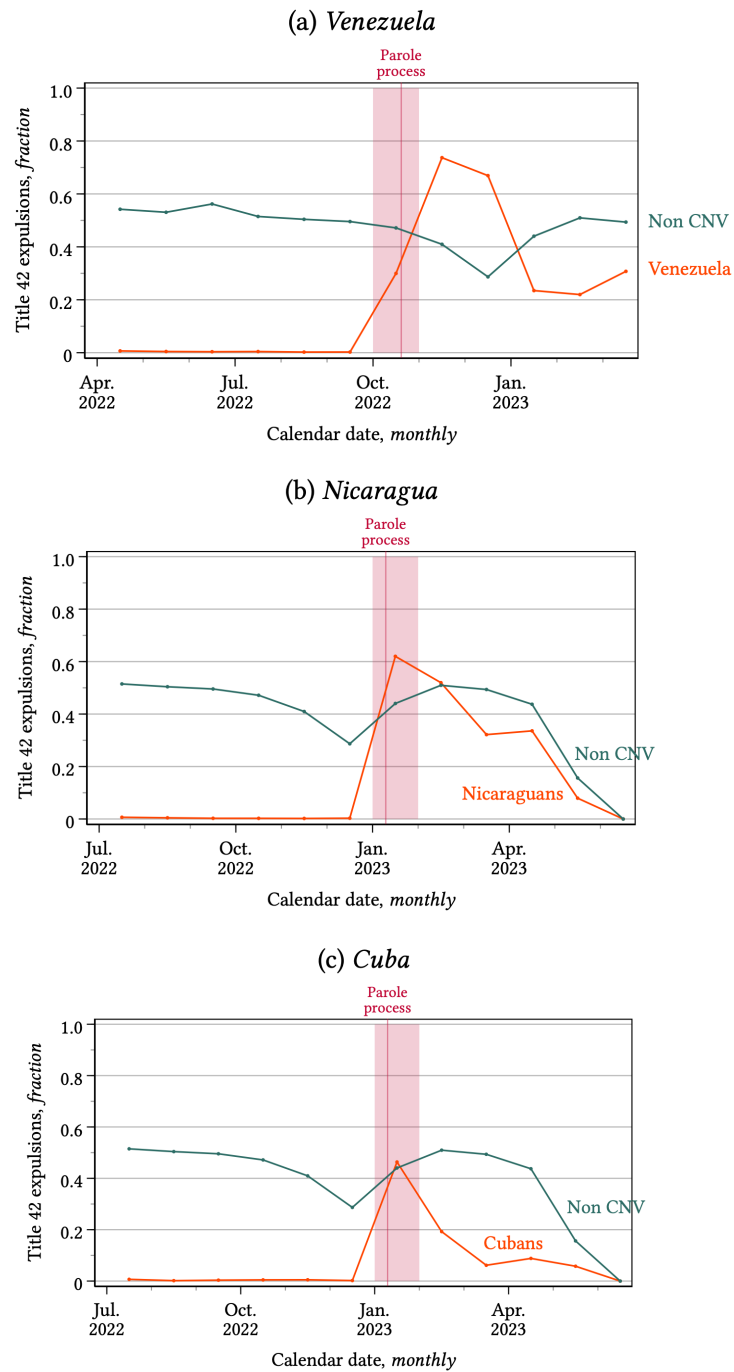 (a) Venezuela
Parole
process
Title 42 expulsions, fraction
1.0
0.8
0.6
0.4
0.2
0
Non CNV
Venezuela
Apr.
2022
Jul.
2022
Oct.
2022
Jan.
2023
Calendar date, monthly
(b) Nicaragua
Parole
process
Title 42 expulsions, fraction
1.0
0.8
0.6
0.4
0.2
0
Non CNV
Nicaraguans
Jul.
2022
Oct.
2022
Jan.
2023
Apr.
2023
Calendar date, monthly
(c) Cuba
Parole
process
Title 42 expulsions, fraction
1.0
0.8
0.6
0.4
0.2
0
Non CNV
Cubans
Jul.
2022
Oct.
2022
Jan.
2023
Apr.
2023
Calendar date, monthly